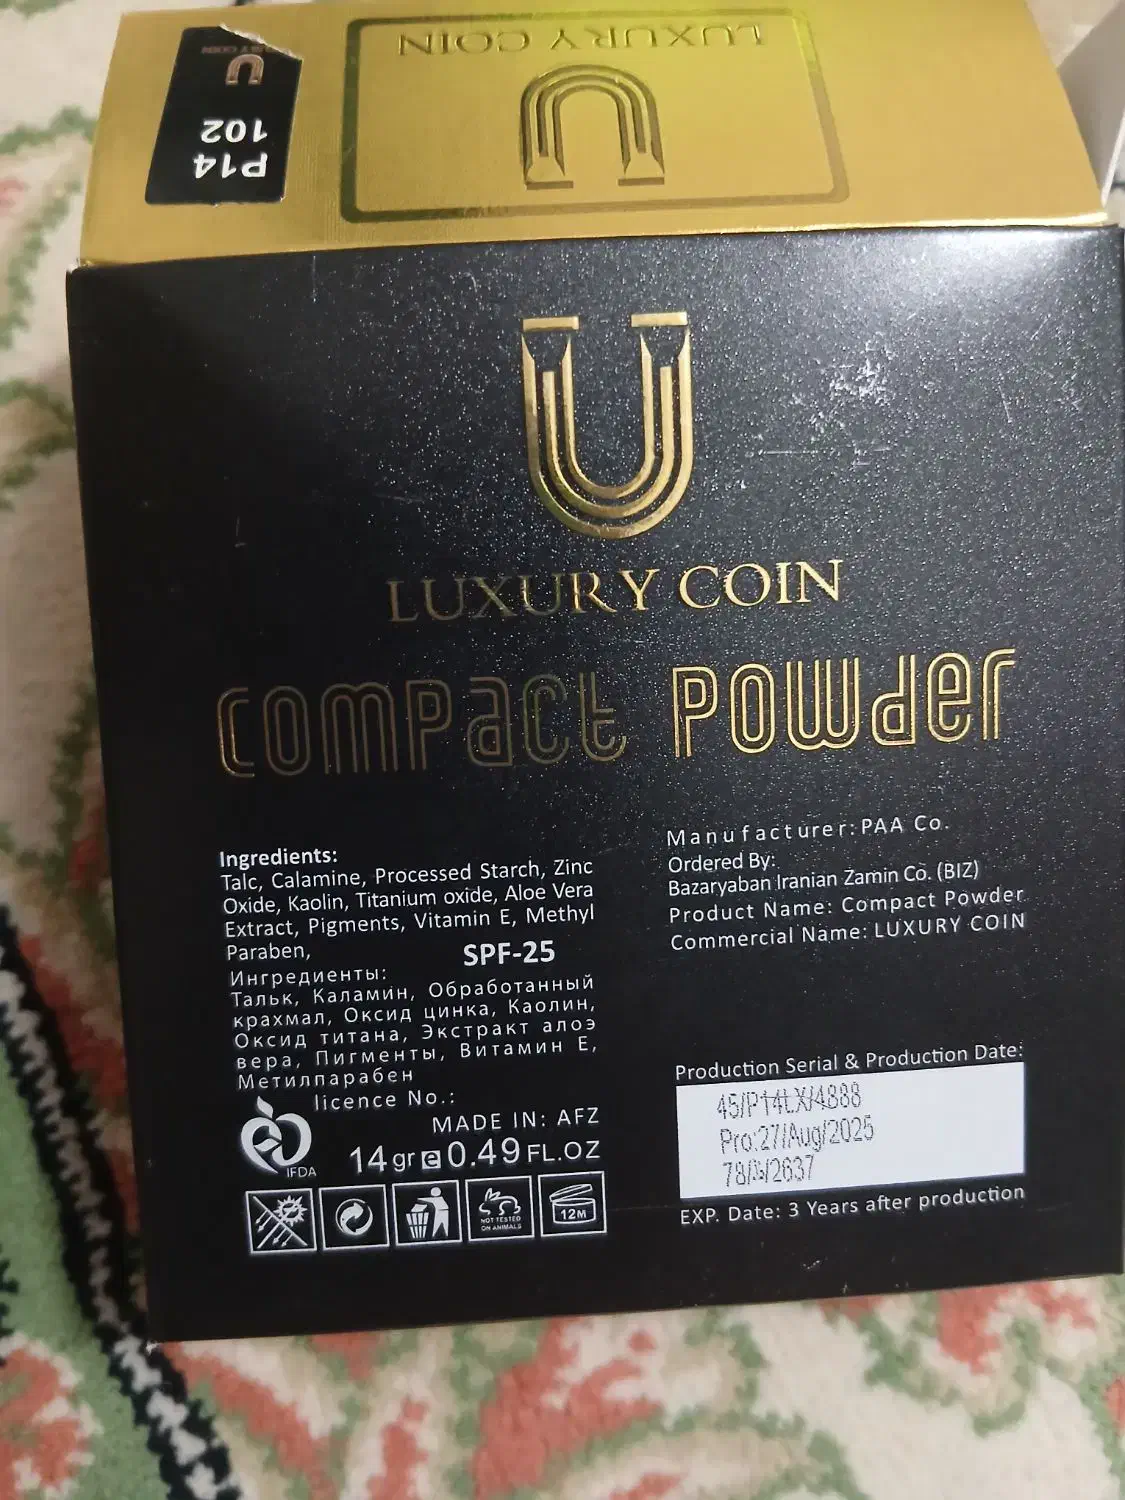 LUXURY COIN
P14
102
LUXURY COIN
compact powder
Ingredients:
Talc, Calamine, Processed Starch, Zinc
Oxide, Kaolin, Titanium oxide, Aloe Vera
Extract, Pigments, Vitamin E, Methyl
Paraben,
SPF-25
Ингредиенты:
Тальк, Каламин, Обработанный
крахмал, Оксид цинка, Каолин,
Оксид титана, Экстракт алоэ
вера, Пигменты, Витамин Е,
Метилпарабен
licence No.:
MADE IN: AFZ
IFDA
14gr e 0.49 FL.OZ
NOT TESTED
ON ANIMALS
12M
Manufacturer: PAA Co.
Ordered By:
Bazaryaban Iranian Zamin Co. (BIZ)
Product Name: Compact Powder
Commercial Name: LUXURY COIN
Production Serial & Production Date:
45/P14LX/4888
Pro:27/Aug/2025
EXP. Date: 3 Years after production